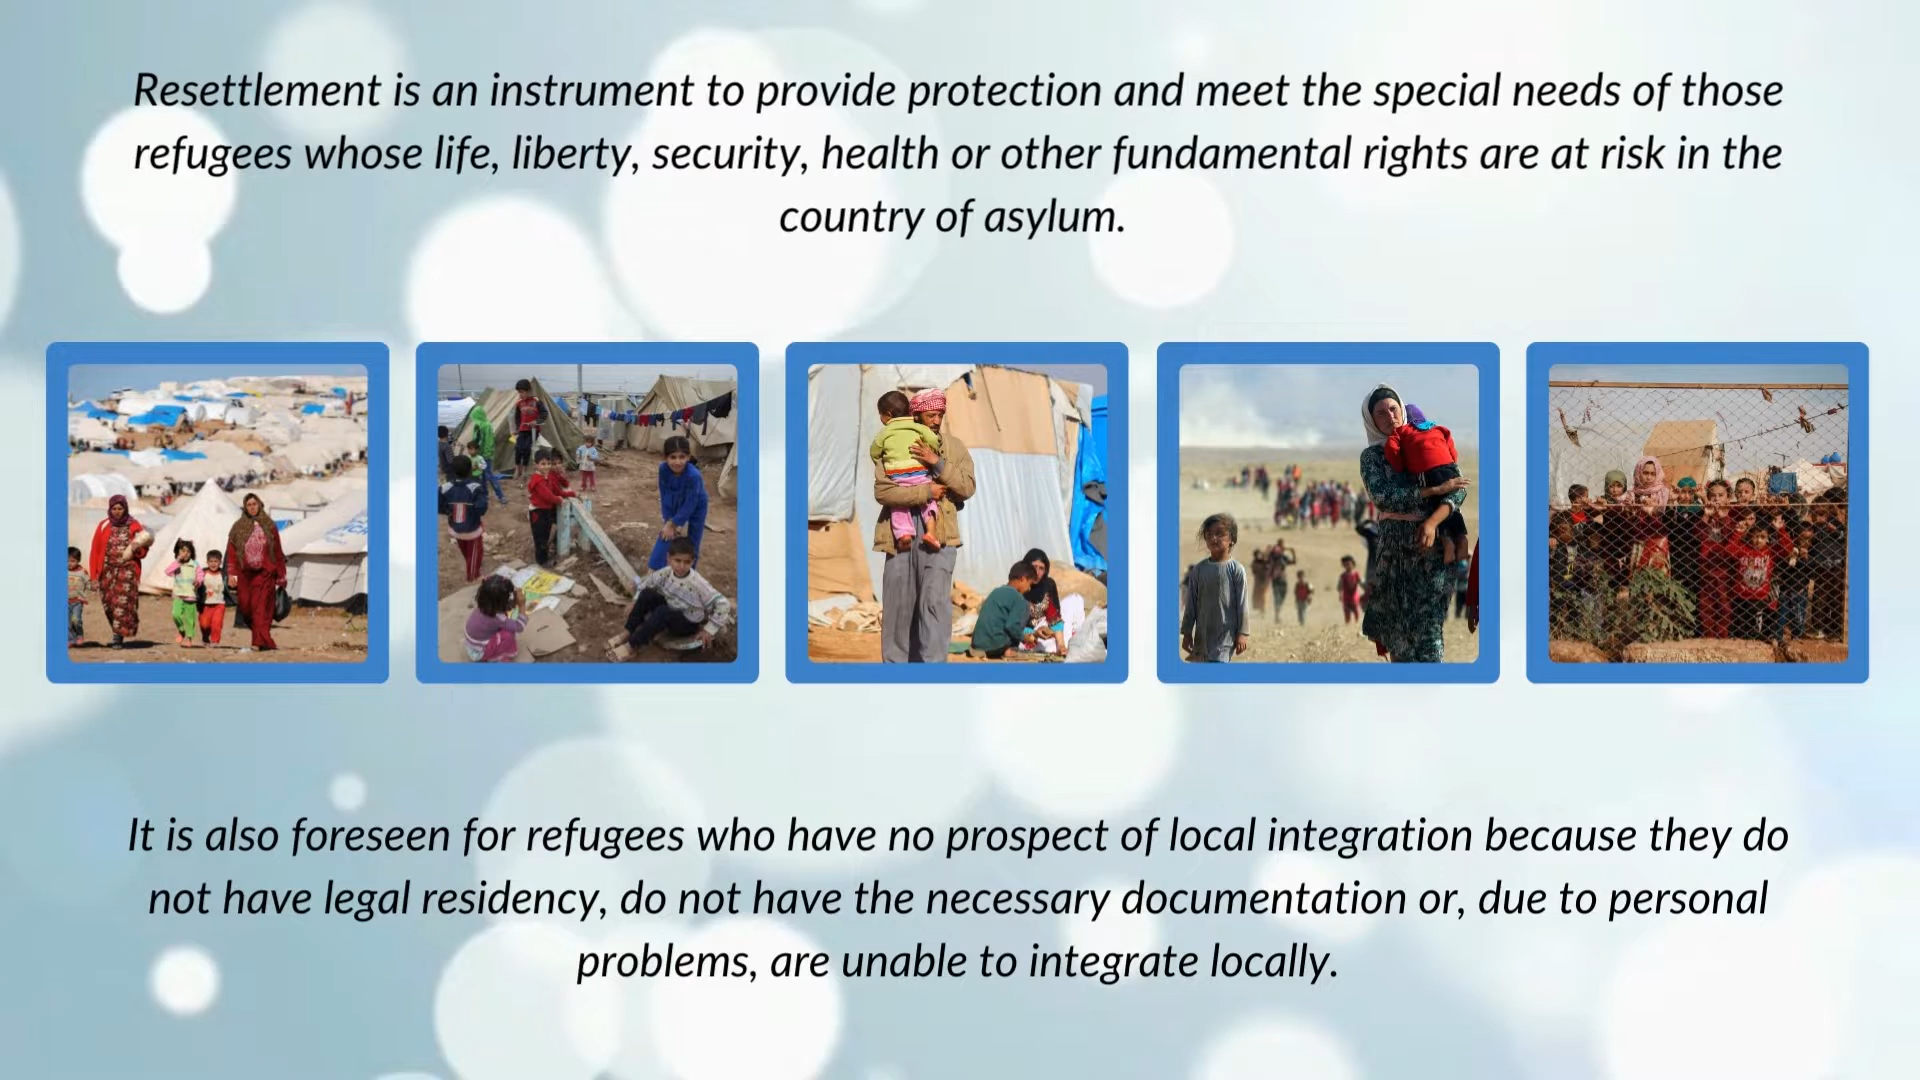 Resettlement is an instrument to provide protection and meet the special needs of those
refugees whose life, liberty, security, health or other fundamental rights are at risk in the
country of asylum.
It is also foreseen for refugees who have no prospect of local integration because they do
not have legal residency, do not have the necessary documentation or, due to personal
problems, are unable to integrate locally.